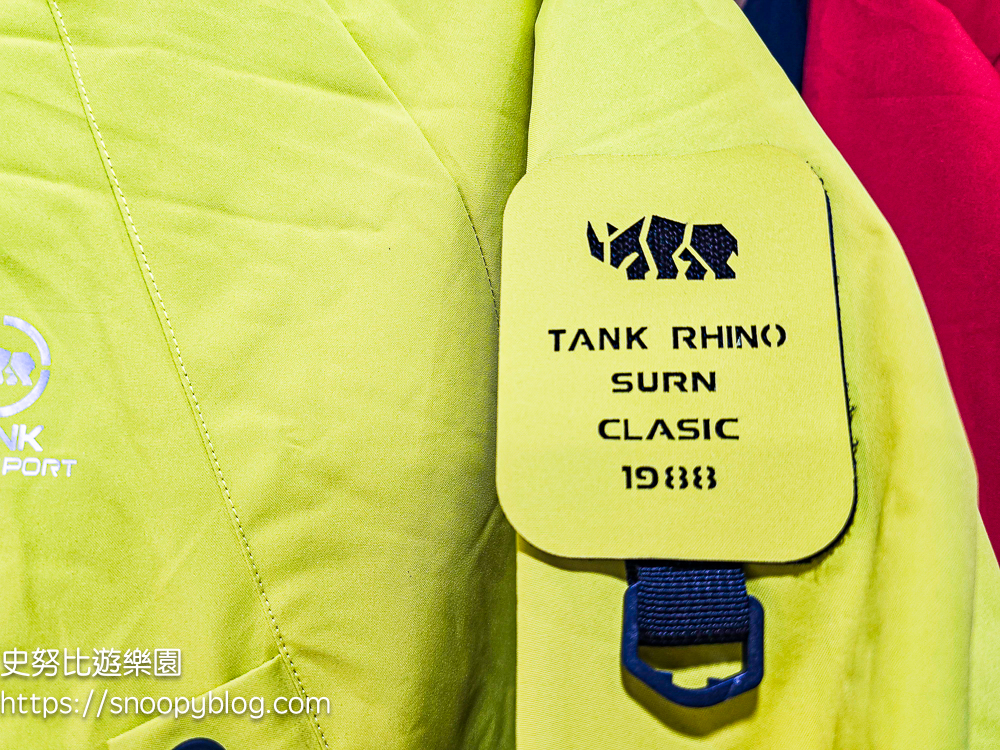 TANK RHINO
SURN
CLASIC
1988
NK
PORT
史努比遊樂園
https://snoopyblog.com